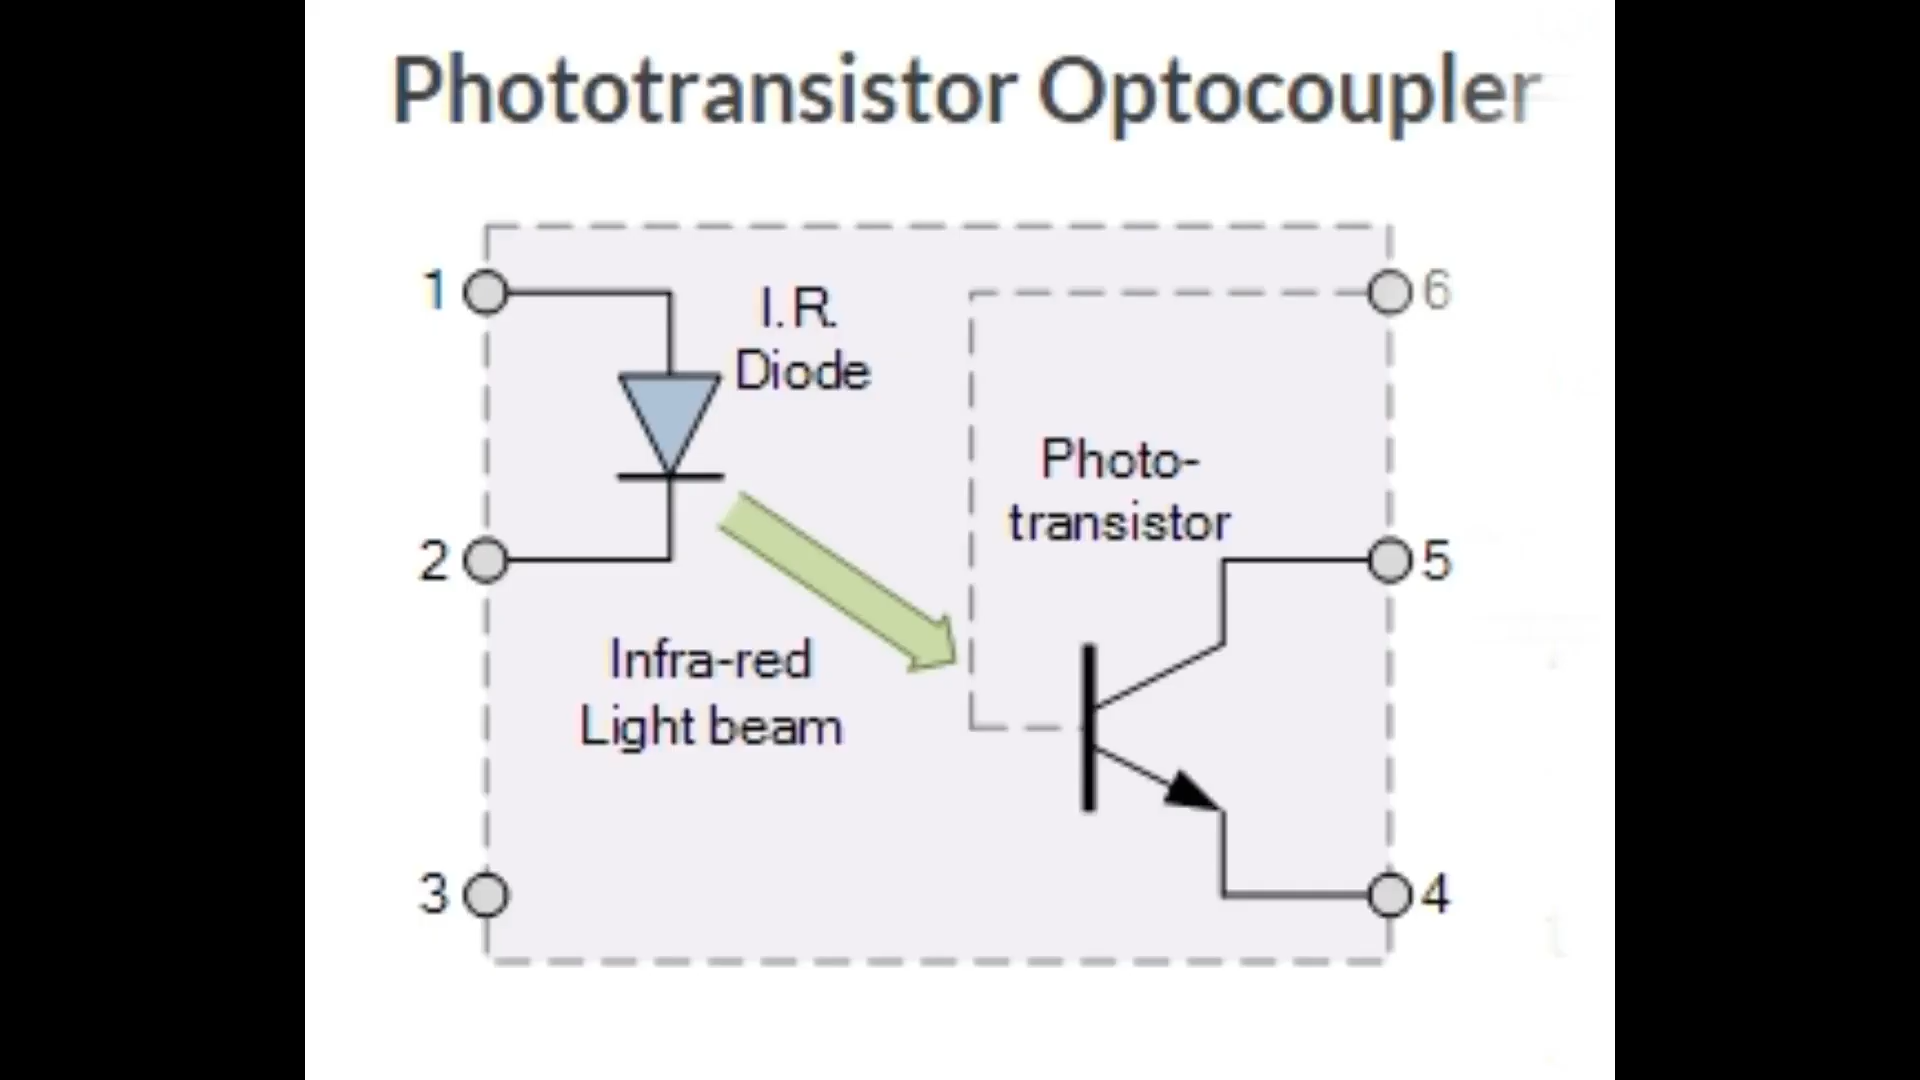 Phototransistor Optocoupler
1
I.R.
Diode
6
Photo-
transistor
2
5
Infra-red
Light beam
3
4